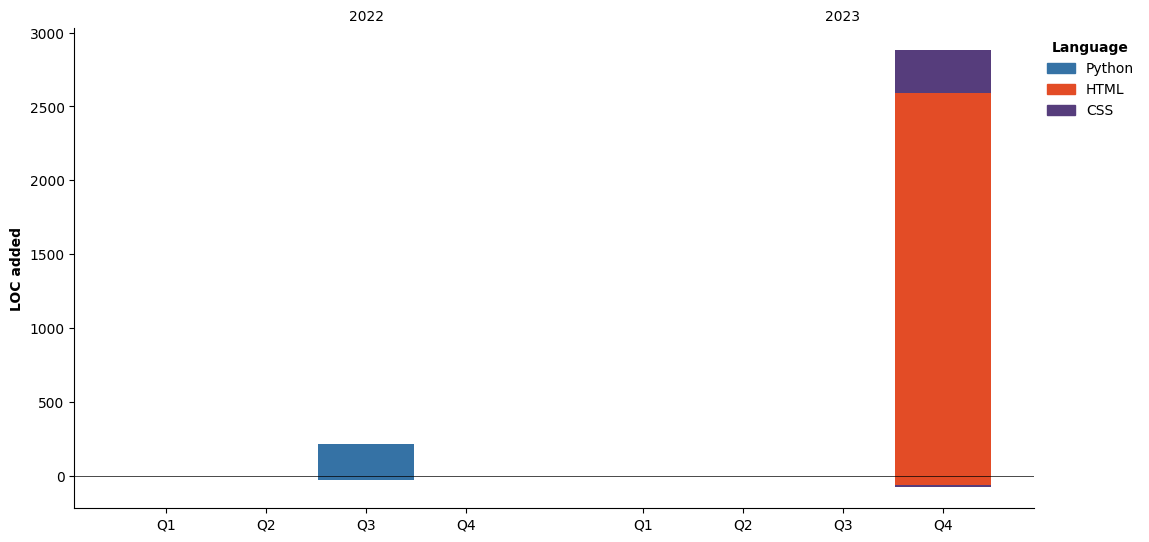 2022
2023
3000
2500
2000
1500
1000
500
0
LOC added
Q1
Q2
Q3
Q4
Q1
Q2
Q3
Q4
Language
Python
HTML
CSS